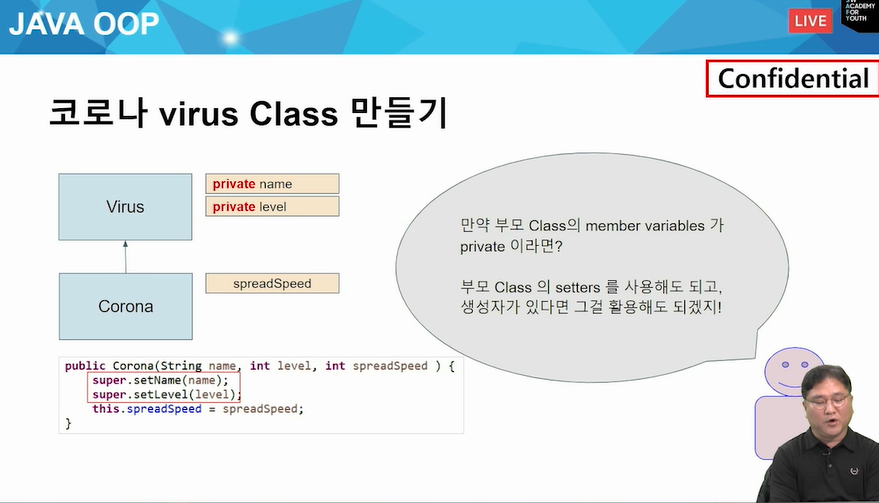 JAVA OOP
LIVE
ACADEMY
FOR
YOUTH
Confidential
코로나 virus Class 만들기
Virus
private name
private level
Corona
spreadSpeed
만약 부모 Class의 member variables 가
private 이라면?
부모 Class 의 setters 를 사용해도 되고,
생성자가 있다면 그걸 활용해도 되겠지!
public Corona(String name, int level, int spreadSpeed ) {
super.setName(name);
super.setLevel(level);
this.spreadSpeed = spreadSpeed;
}